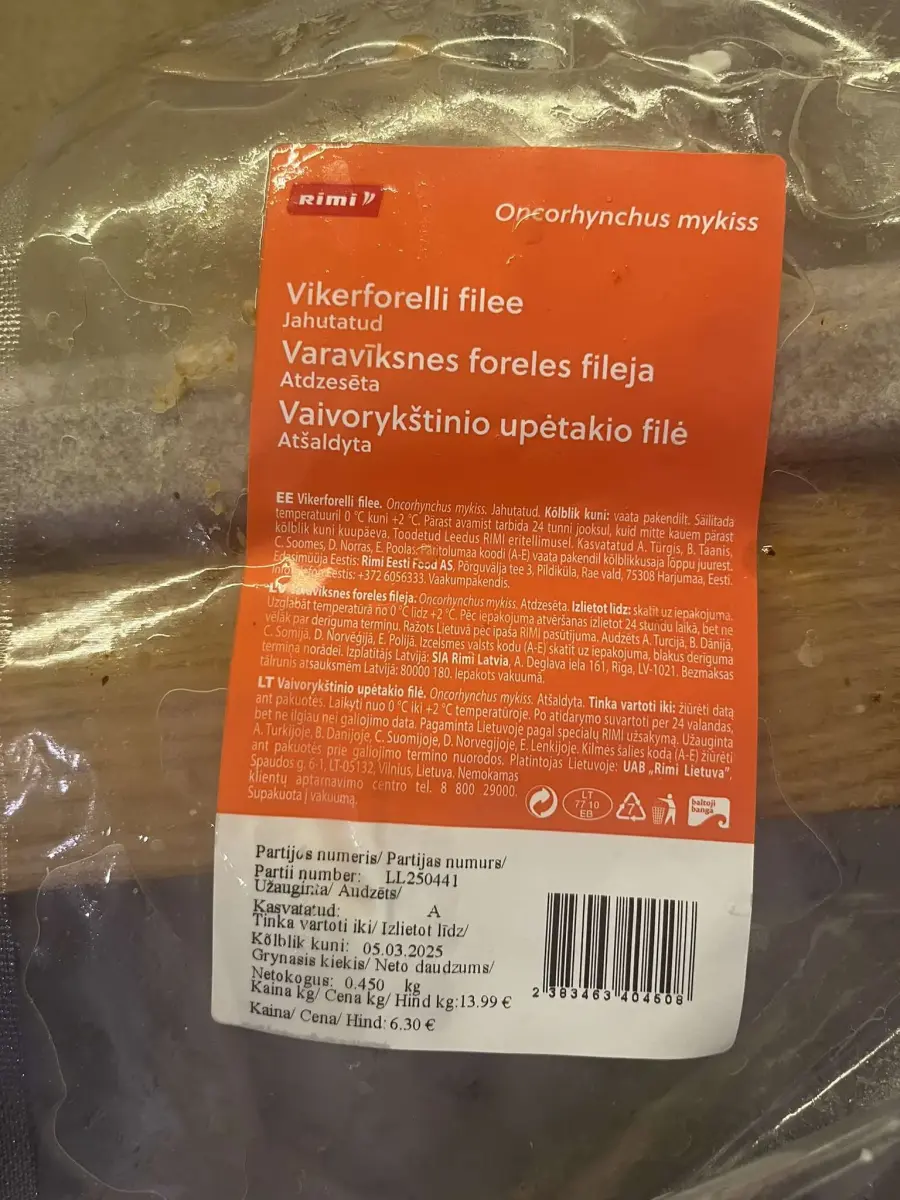 Rimi
Oncorhynchus mykiss
Vikerforelli filee
Jahutatud
Varavīksnes foreles fileja
Atdzesēta
Vaivorykštinio upėtakio filė
Atšaldyta
EE Vikerforelli filee. Oncorhynchus mykiss. Jahutatud. Kõlblik kuni: vaata pakendilt. Säilitada
temperatuuril 0 °C kuni +2 °C. Pärast avamist tarbida 24 tunni jooksul, kuid mitte kauem pärast
kõlblik kuni kuupäeva. Toodetud Leedus RIMI eritellimusel. Kasvatatud A. Türgis, B. Taanis,
C. Soomes, D. Norras, E. Poolas. Päritolumaa koodi (A-E) vaata pakendil kõlblikkusaja lõppu juurest.
Edasimüüja Eestis: Rimi Eesti Food AS, Põrguvälja tee 3, Pildiküla, Rae vald, 75308 Harjumaa, Eesti.
Infotelefon Eestis: +372 6056333. Vaakumpakendis.
LV Varavīksnes foreles fileja. Oncorhynchus mykiss. Atdzesēta. Izlietot līdz: skatīt uz iepakojuma.
Uzglabāt temperatūrā no 0 °C līdz +2 °C. Pēc iepakojuma atvēršanas izlietot 24 stundu laikā, bet ne
vēlāk par derīguma termiņu. Ražots Lietuvā pēc īpaša RIMI pasūtījuma. Audzēts A. Turcijā, B. Dānijā,
C. Somijā, D. Norvēģijā, E. Polijā. Izcelsmes valsts kodu (A-E) skatīt uz iepakojuma, blakus derīguma
termiņa norādei. Izplatītājs Latvijā: SIA Rimi Latvia, A. Deglava iela 161, Rīga, LV-1021. Bezmaksas
tālrunis atsauksmēm Latvijā: 80000 180. Iepakots vakuumā.
LT Vaivorykštinio upėtakio filė. Oncorhynchus mykiss. Atšaldyta. Tinka vartoti iki: žiūrėti datą
ant pakuotės. Laikyti nuo 0 °C iki +2 °C temperatūroje. Po atidarymo suvartoti per 24 valandas,
bet ne ilgiau nei galiojimo data. Pagaminta Lietuvoje pagal specialų RIMI užsakymą. Užauginta
A. Turkijoje, B. Danijoje, C. Suomijoje, D. Norvegijoje, E. Lenkijoje. Kilmės šalies kodą (A-E) žiūrėti
ant pakuotės prie galiojimo termino nuorodos. Platintojas Lietuvoje: UAB „Rimi Lietuva",
Spaudos g. 6-1, LT-05132, Vilnius, Lietuva. Nemokamas
klientų aptarnavimo centro tel. 8 800 29000.
Supakuota į vakuumą.
LT
77 10
EB
7
baltoji
banga
Partijos numeris/ Partijas numurs/
Partii number: LL250441
Užauginta/ Audzēts/
Kasvatatud: A
Tinka vartoti iki/ Izlietot līdz/
Kõlblik kuni: 05.03.2025
Grynasis kiekis/ Neto daudzums/
Netokogus: 0.450 kg
Kaina kg/ Cena kg/ Hind kg:13.99 €
Kaina/ Cena/ Hind: 6.30 €
2 383463 404508